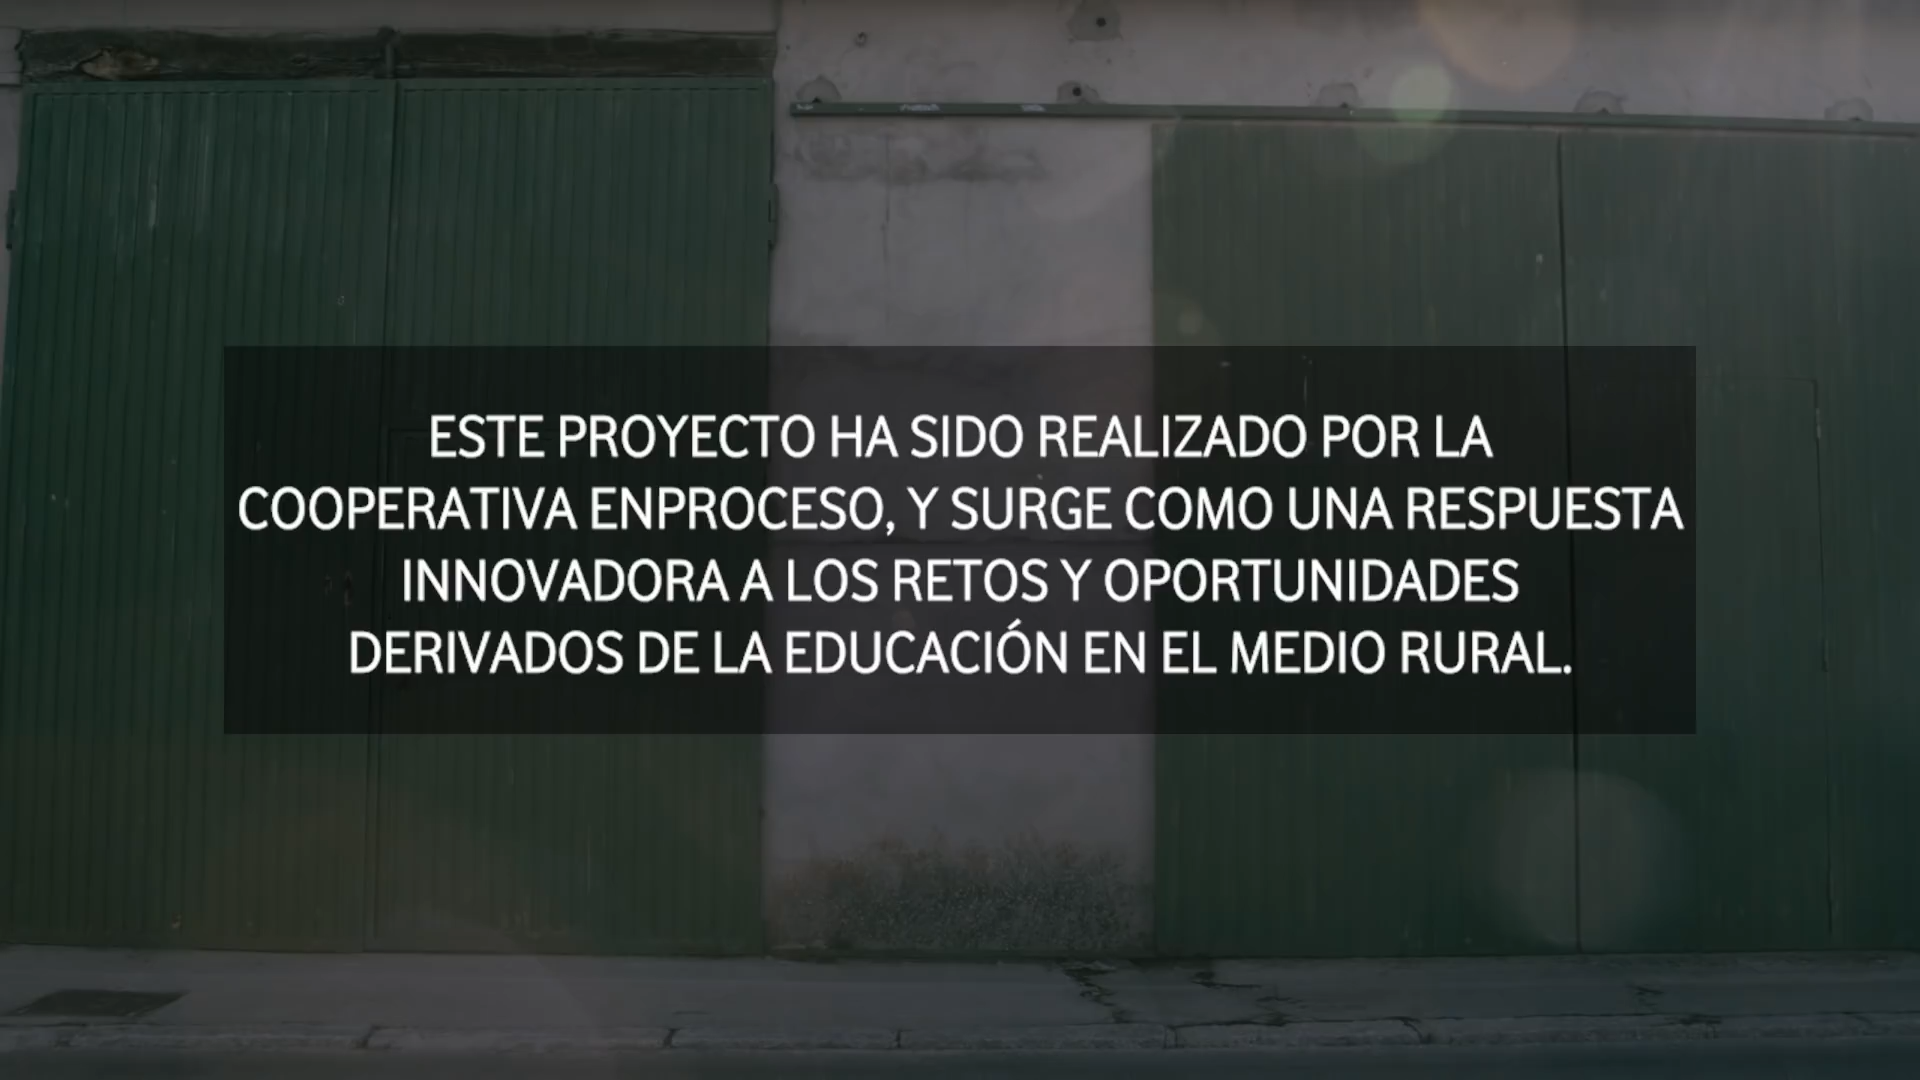 ESTE PROYECTO HA SIDO REALIZADO POR LA
COOPERATIVA ENPROCESO, Y SURGE COMO UNA RESPUESTA
INNOVADORA A LOS RETOS Y OPORTUNIDADES
DERIVADOS DE LA EDUCACIÓN EN EL MEDIO RURAL.